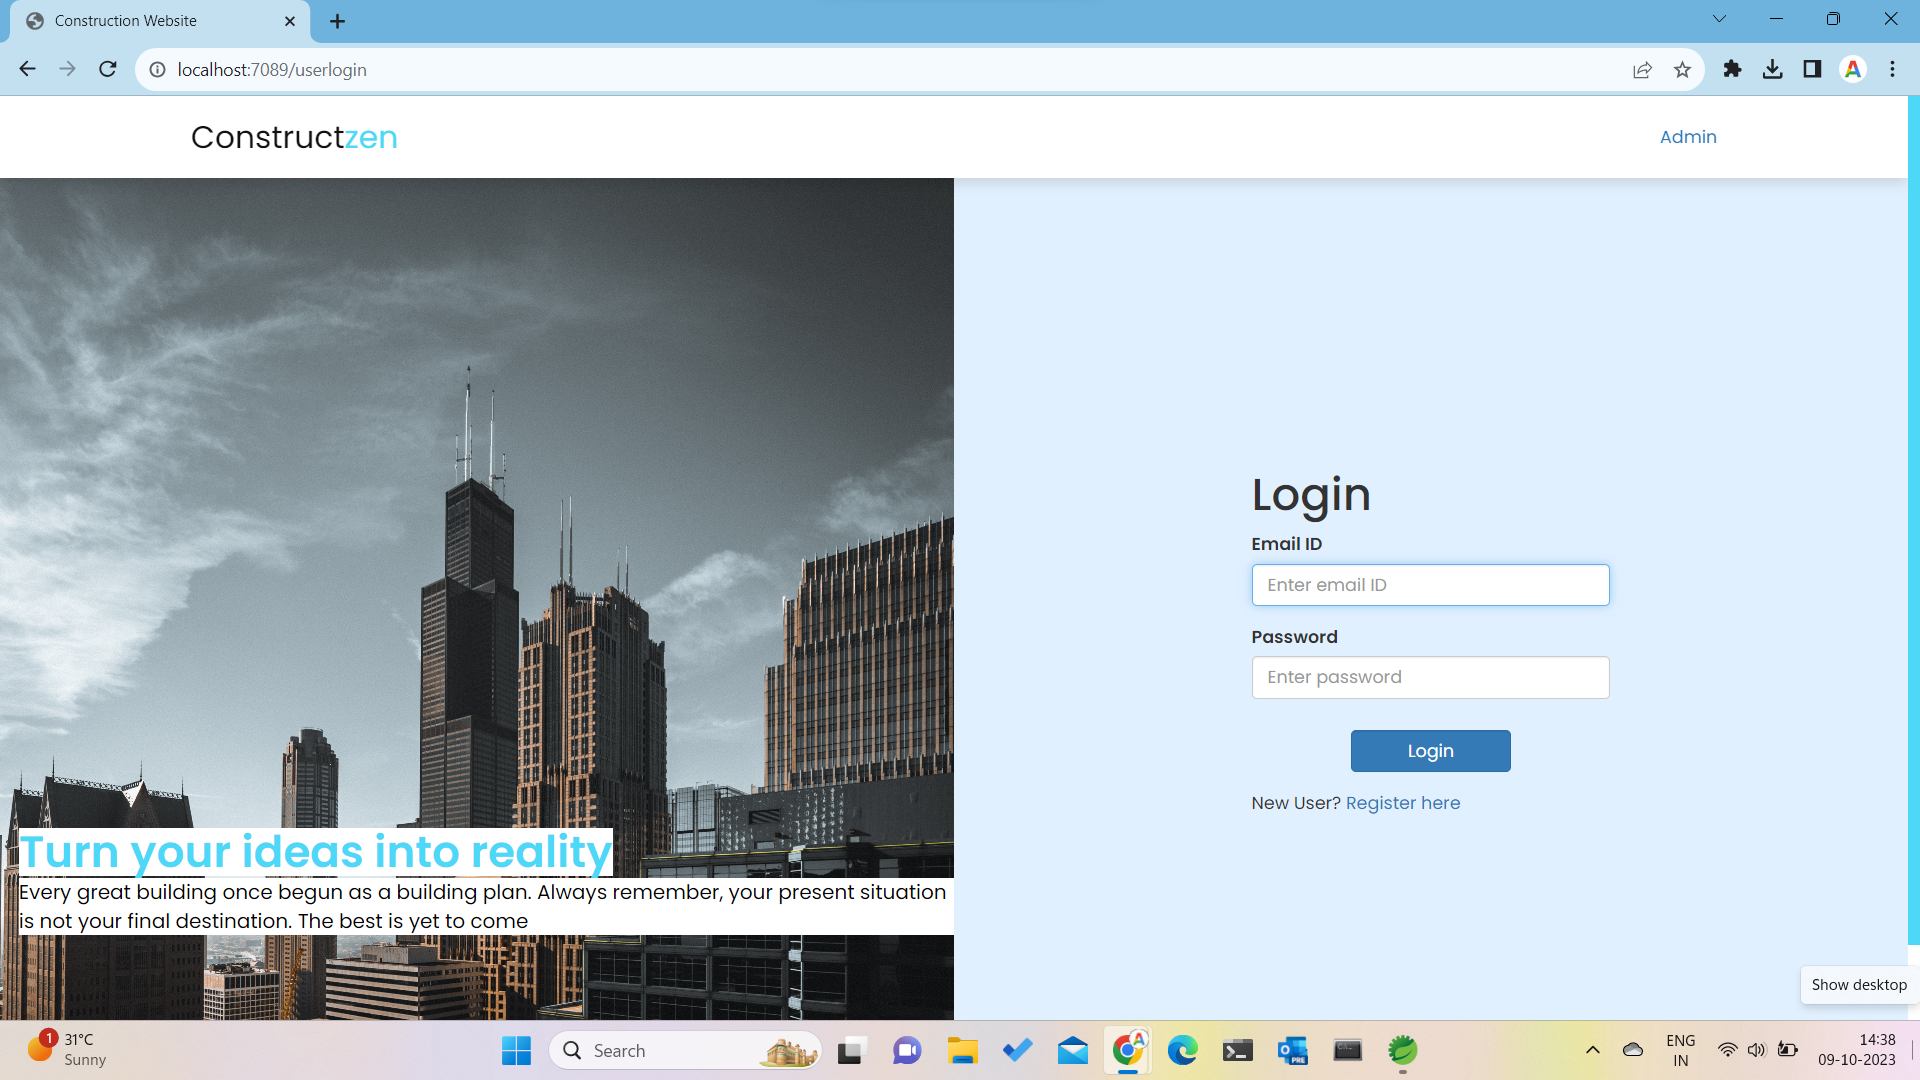 Construction Website
localhost:7089/userlogin
A
Constructzen
Admin
Login
Email ID
Enter email ID
Password
Enter password
Login
New User? Register here
Turn your ideas into reality
Every great building once begun as a building plan. Always remember, your present situation
is not your final destination. The best is yet to come
Show desktop
1
31°C
Sunny
Search
A
PRE
ENG
IN
14:38
09-10-2023